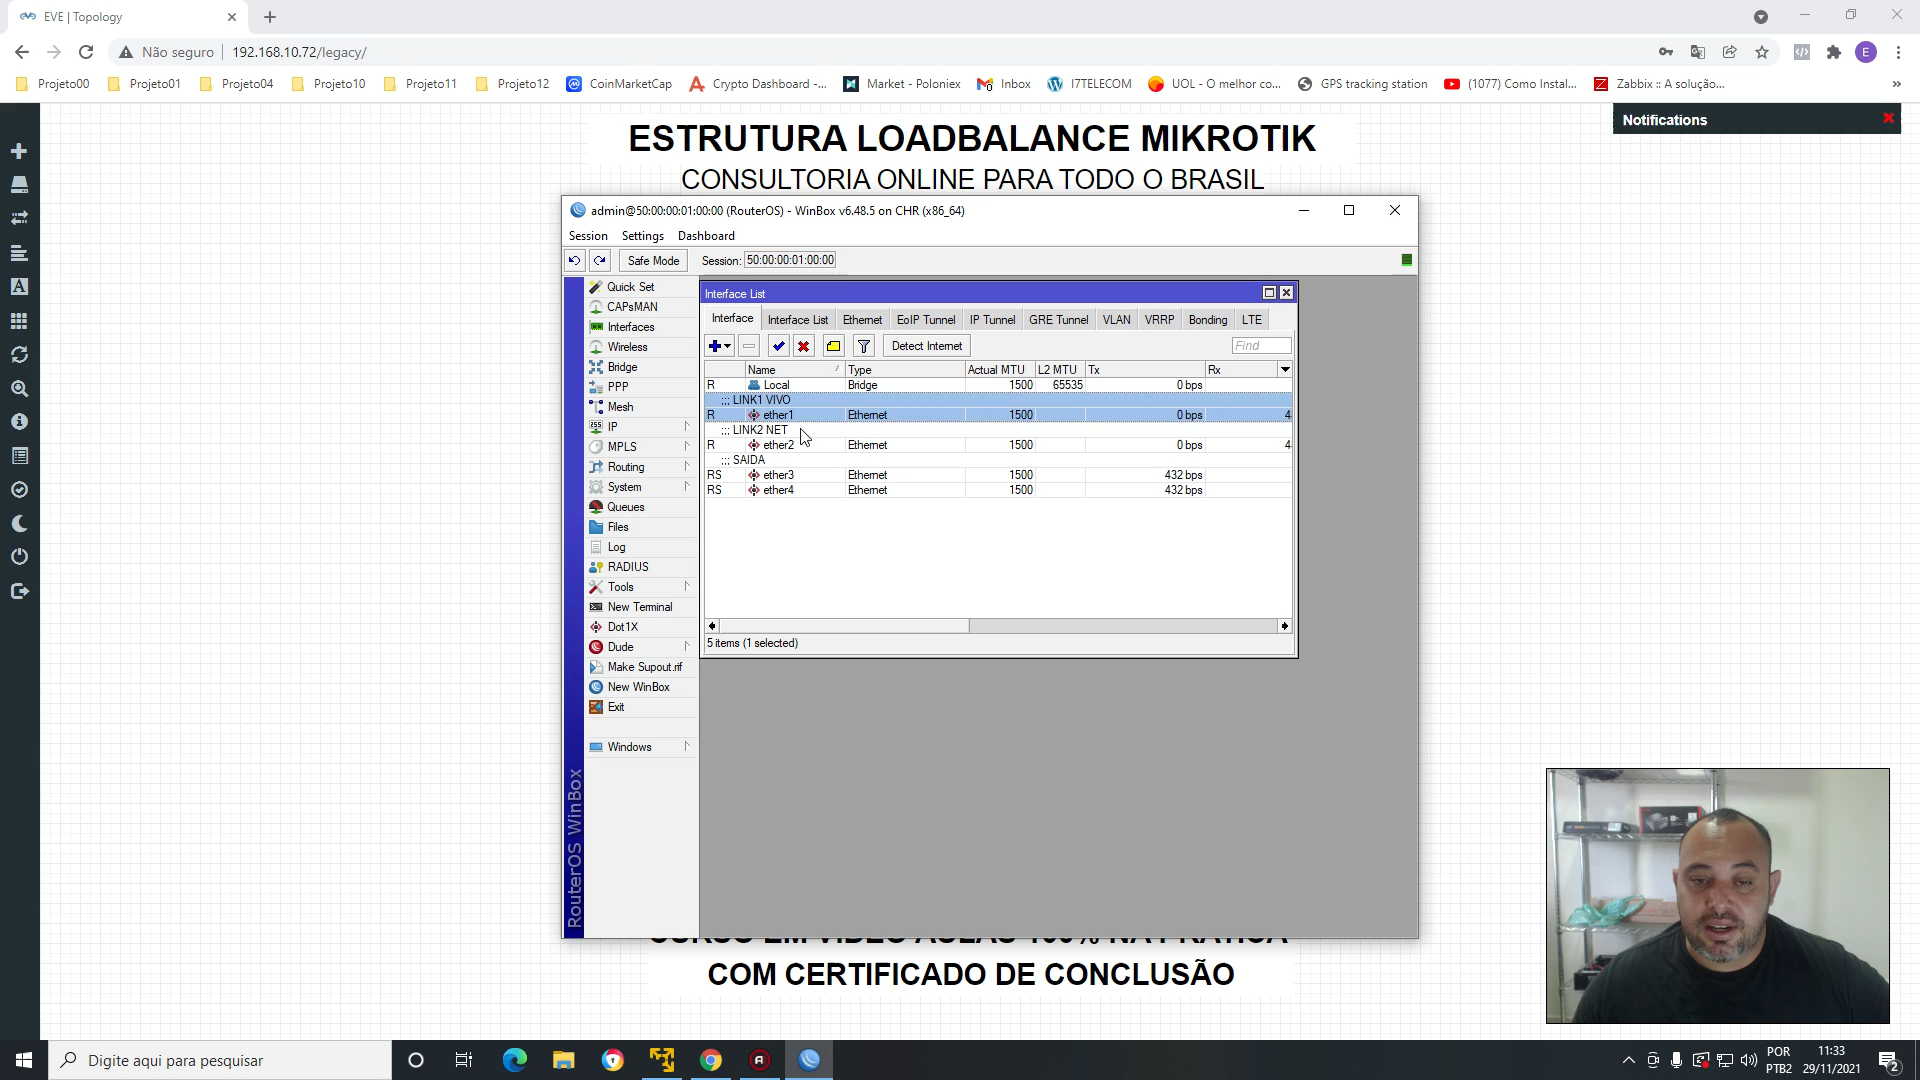 EVE | Topology
Não seguro
192.168.10.72/legacy/
E
Projeto00
Projeto01
Projeto04
Projeto10
Projeto11
Projeto12
CoinMarketCap
Crypto Dashboard -...
Market - Poloniex
Inbox
I7TELECOM
UOL - O melhor co...
GPS tracking station
(1077) Como Instal...
Zabbix :: A solução...
»
ESTRUTURA LOADBALANCE MIKROTIK
CONSULTORIA ONLINE PARA TODO O BRASIL
Notifications
admin@50:00:00:01:00:00 (RouterOS) - WinBox v6.48.5 on CHR (x86_64)
Session Settings Dashboard
Safe Mode Session: 50:00:00:01:00:00
Quick Set
CAPsMAN
Interfaces
Wireless
Bridge
PPP
Mesh
IP
MPLS
Routing
System
Queues
Files
Log
RADIUS
Tools
New Terminal
Dot1X
Dude
Make Supout.rif
New WinBox
Exit
Windows
RouterOS WinBox
Interface List
Interface Interface List Ethernet EoIP Tunnel IP Tunnel GRE Tunnel VLAN VRRP Bonding LTE
Detect Internet Find
Name Type Actual MTU L2 MTU Tx Rx
R Local Bridge 1500 65535 0 bps
;;; LINK1 VIVO
R ether1 Ethernet 1500 0 bps 4
;;; LINK2 NET
R ether2 Ethernet 1500 0 bps 4
;;; SAIDA
RS ether3 Ethernet 1500 432 bps
RS ether4 Ethernet 1500 432 bps
5 items (1 selected)
COM CERTIFICADO DE CONCLUSÃO
Digite aqui para pesquisar
POR
PTB2
11:33
29/11/2021
2